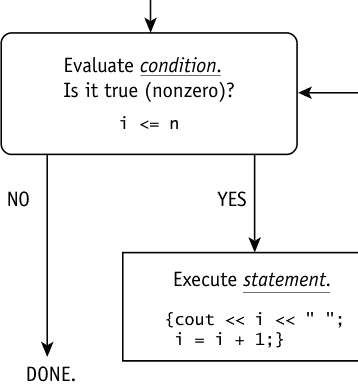 Evaluate condition.
Is it true (nonzero)?
i <= n
NO
YES
Execute statement.
{cout << i << " ";
i = i + 1;}
DONE.